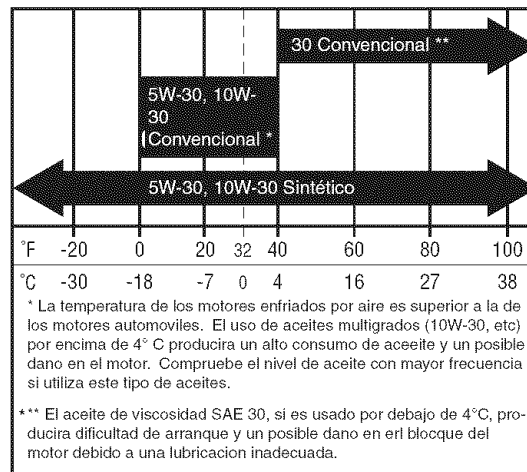 30 Convencional **
5W-30, 10W-
30
Convencional *
5W-30, 10W-30 Sintético
°F -20 0 20 32 40 60 80 100
°C -30 -18 -7 0 4 16 27 38
* La temperatura de los motores enfriados por aire es superior a la de
los motores automoviles. El uso de aceites multigrados (10W-30, etc)
por encima de 4° C producira un alto consumo de aceeite y un posible
dano en el motor. Compruebe el nivel de aceite con mayor frecuencia
si utiliza este tipo de aceites.
*** El aceite de viscosidad SAE 30, si es usado por debajo de 4°C, pro-
ducira dificultad de arranque y un posible dano en erl blocque del
motor debido a una lubricacion inadecuada.